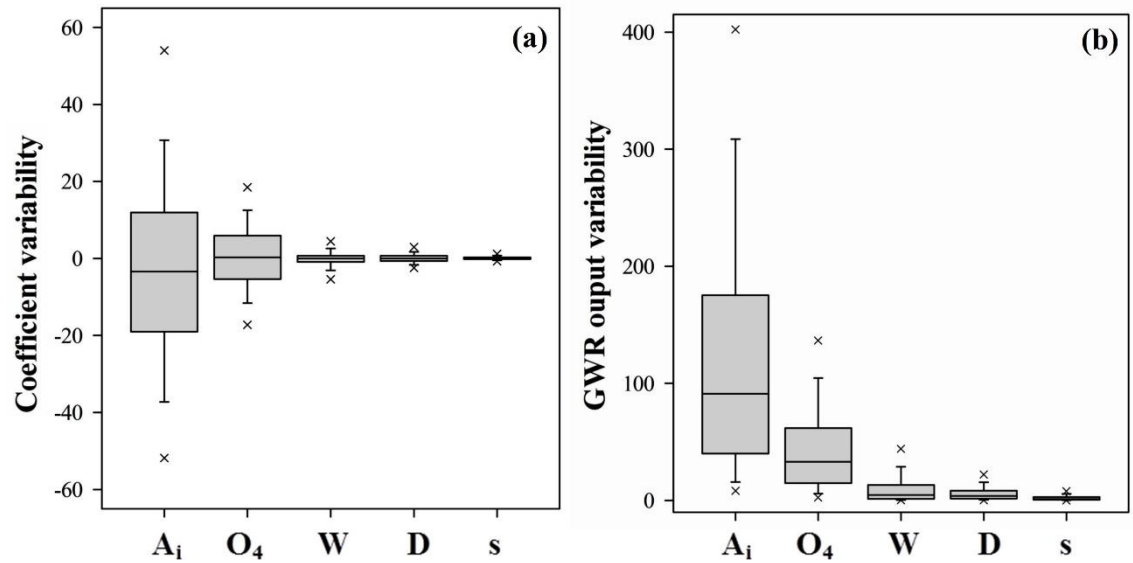 (a)
Coefficient variability
60
40
20
0
-20
-40
-60
Aᵢ O₄ W D s
(b)
GWR ouput variability
400
300
200
100
0
Aᵢ O₄ W D s